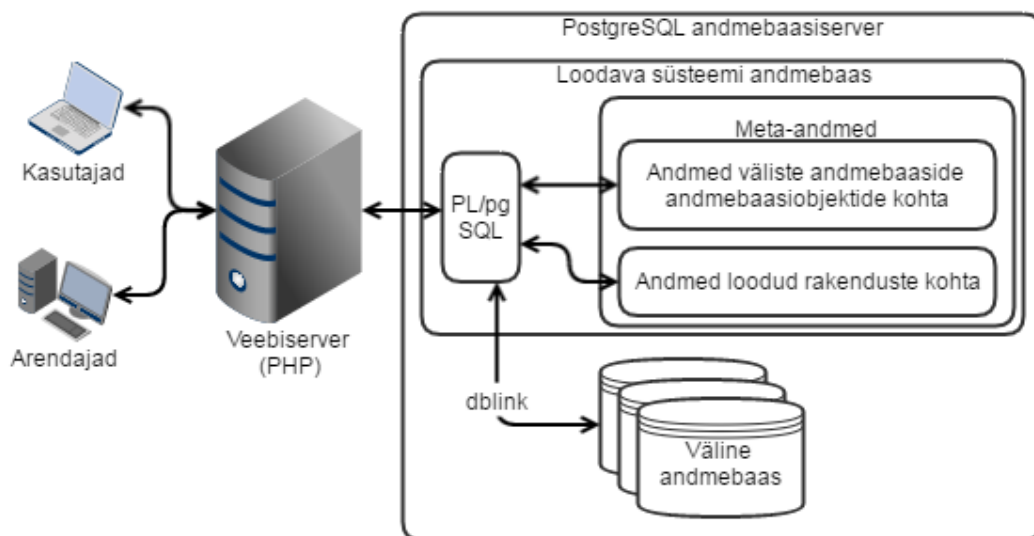 PostgreSQL andmebaasiserver
Loodava süsteemi andmebaas
Meta-andmed
Andmed väliste andmebaaside
andmebaasiobjektide kohta
Andmed loodud rakenduste kohta
PL/pg
SQL
Kasutajad
Arendajad
Veebiserver
(PHP)
dblink
Väline
andmebaas